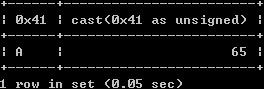 +------+------------------------+
| 0x41 | cast(0x41 as unsigned) |
+------+------------------------+
| A    |                     65 |
+------+------------------------+
1 row in set (0.05 sec)